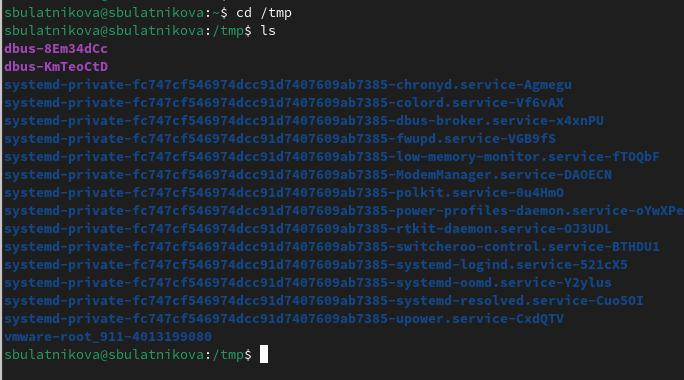 sbulatnikova@sbulatnikova:~$ cd /tmp
sbulatnikova@sbulatnikova:/tmp$ ls
dbus-8Em34dCc
dbus-KmTeoCtD
systemd-private-fc747cf546974dcc91d7407609ab7385-chronyd.service-Agmegu
systemd-private-fc747cf546974dcc91d7407609ab7385-colord.service-Vf6vAX
systemd-private-fc747cf546974dcc91d7407609ab7385-dbus-broker.service-x4xnPU
systemd-private-fc747cf546974dcc91d7407609ab7385-fwupd.service-VGB9fS
systemd-private-fc747cf546974dcc91d7407609ab7385-low-memory-monitor.service-fTOQbF
systemd-private-fc747cf546974dcc91d7407609ab7385-ModemManager.service-DAOECN
systemd-private-fc747cf546974dcc91d7407609ab7385-polkit.service-0u4HmO
systemd-private-fc747cf546974dcc91d7407609ab7385-power-profiles-daemon.service-oYwXPe
systemd-private-fc747cf546974dcc91d7407609ab7385-rtkit-daemon.service-OJ3UDL
systemd-private-fc747cf546974dcc91d7407609ab7385-switcheroo-control.service-BTHDU1
systemd-private-fc747cf546974dcc91d7407609ab7385-systemd-logind.service-521cX5
systemd-private-fc747cf546974dcc91d7407609ab7385-systemd-oomd.service-Y2ylus
systemd-private-fc747cf546974dcc91d7407609ab7385-systemd-resolved.service-Cuo5OI
systemd-private-fc747cf546974dcc91d7407609ab7385-upower.service-CxdQTV
vmware-root_911-4013199080
sbulatnikova@sbulatnikova:/tmp$